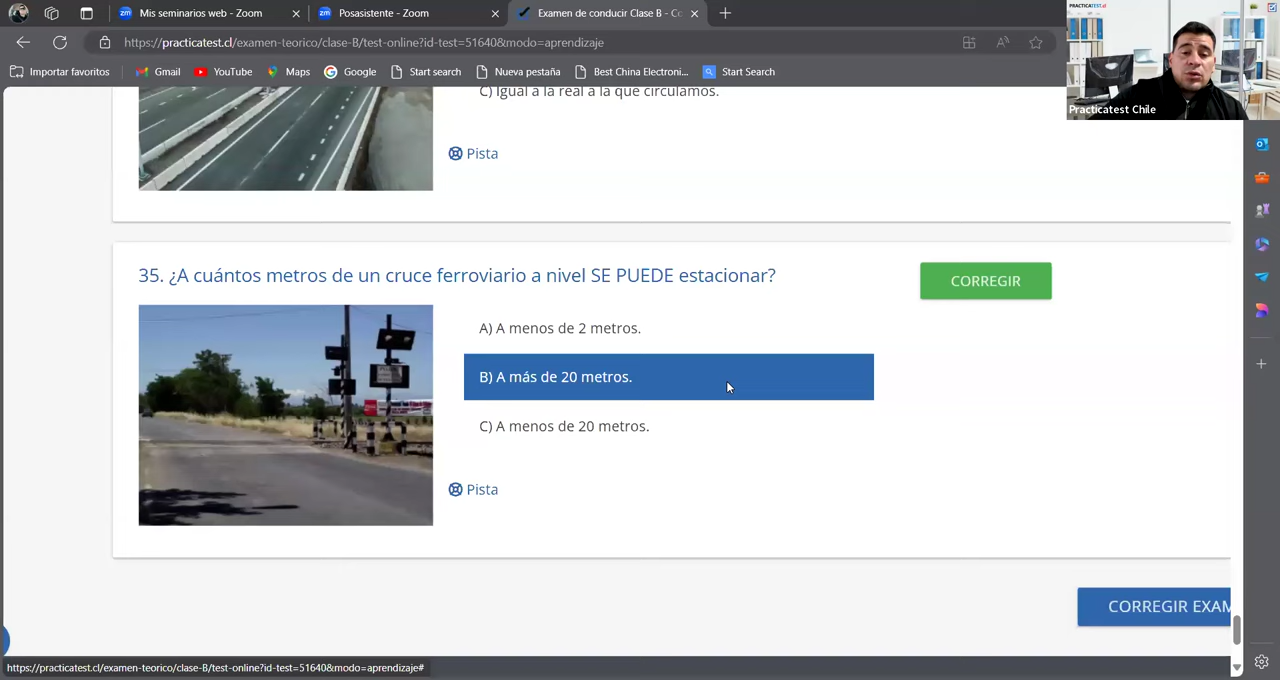 Mis seminarios web - Zoom
Posasistente - Zoom
Examen de conducir Clase B - Co
https://practicatest.cl/examen-teorico/clase-B/test-online?id-test=51640&modo=aprendizaje
Importar favoritos
Gmail
YouTube
Maps
Google
Start search
Nueva pestaña
Best China Electroni...
Start Search
PRACTICATEST.cl
Practicatest Chile
C) Igual a la real a la que circulamos.
Pista
35. ¿A cuántos metros de un cruce ferroviario a nivel SE PUEDE estacionar?
CORREGIR
A) A menos de 2 metros.
B) A más de 20 metros.
C) A menos de 20 metros.
Pista
CORREGIR EXAM
https://practicatest.cl/examen-teorico/clase-B/test-online?id-test=51640&modo=aprendizaje#